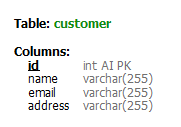 Table: customer
Columns:
id int AI PK
name varchar(255)
email varchar(255)
address varchar(255)